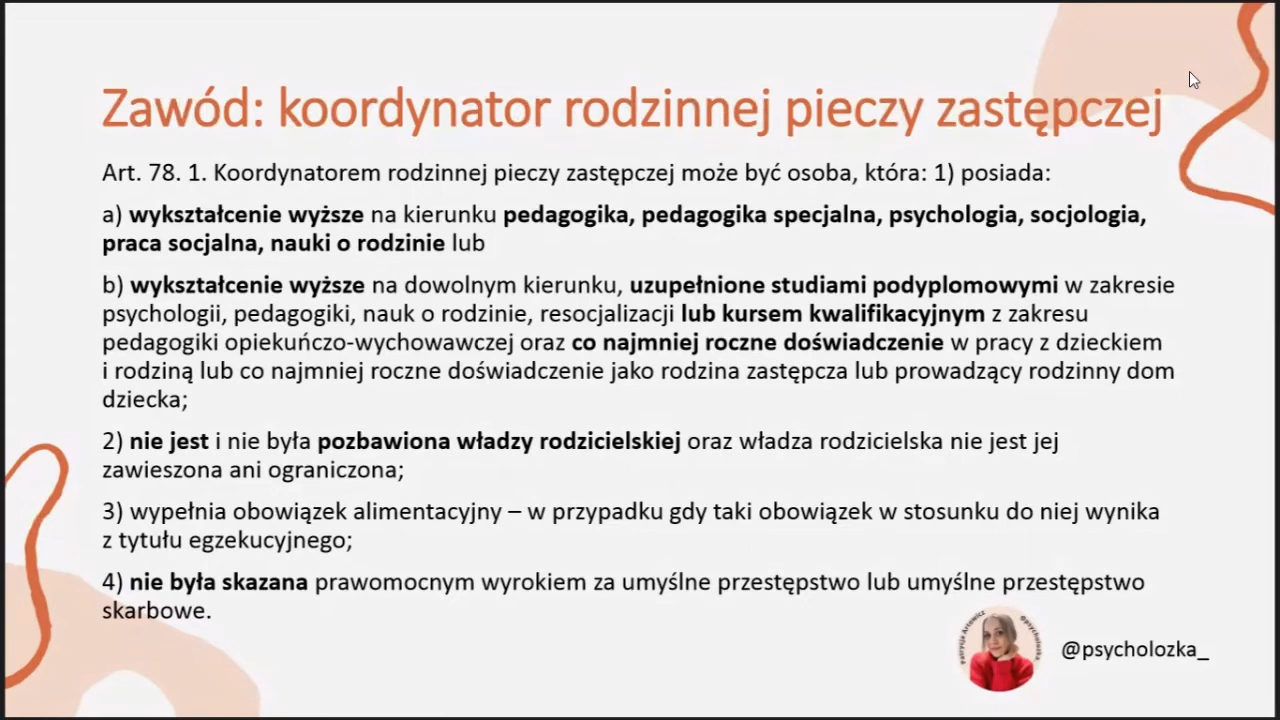 Zawód: koordynator rodzinnej pieczy zastępczej
Art. 78. 1. Koordynatorem rodzinnej pieczy zastępczej może być osoba, która: 1) posiada:
a) wykształcenie wyższe na kierunku pedagogika, pedagogika specjalna, psychologia, socjologia,
praca socjalna, nauki o rodzinie lub
b) wykształcenie wyższe na dowolnym kierunku, uzupełnione studiami podyplomowymi w zakresie
psychologii, pedagogiki, nauk o rodzinie, resocjalizacji lub kursem kwalifikacyjnym z zakresu
pedagogiki opiekuńczo-wychowawczej oraz co najmniej roczne doświadczenie w pracy z dzieckiem
i rodziną lub co najmniej roczne doświadczenie jako rodzina zastępcza lub prowadzący rodzinny dom
dziecka;
2) nie jest i nie była pozbawiona władzy rodzicielskiej oraz władza rodzicielska nie jest jej
zawieszona ani ograniczona;
3) wypełnia obowiązek alimentacyjny – w przypadku gdy taki obowiązek w stosunku do niej wynika
z tytułu egzekucyjnego;
4) nie była skazana prawomocnym wyrokiem za umyślne przestępstwo lub umyślne przestępstwo
skarbowe.
Patrycja Artowicz
@psycholozka_
@psycholozka_